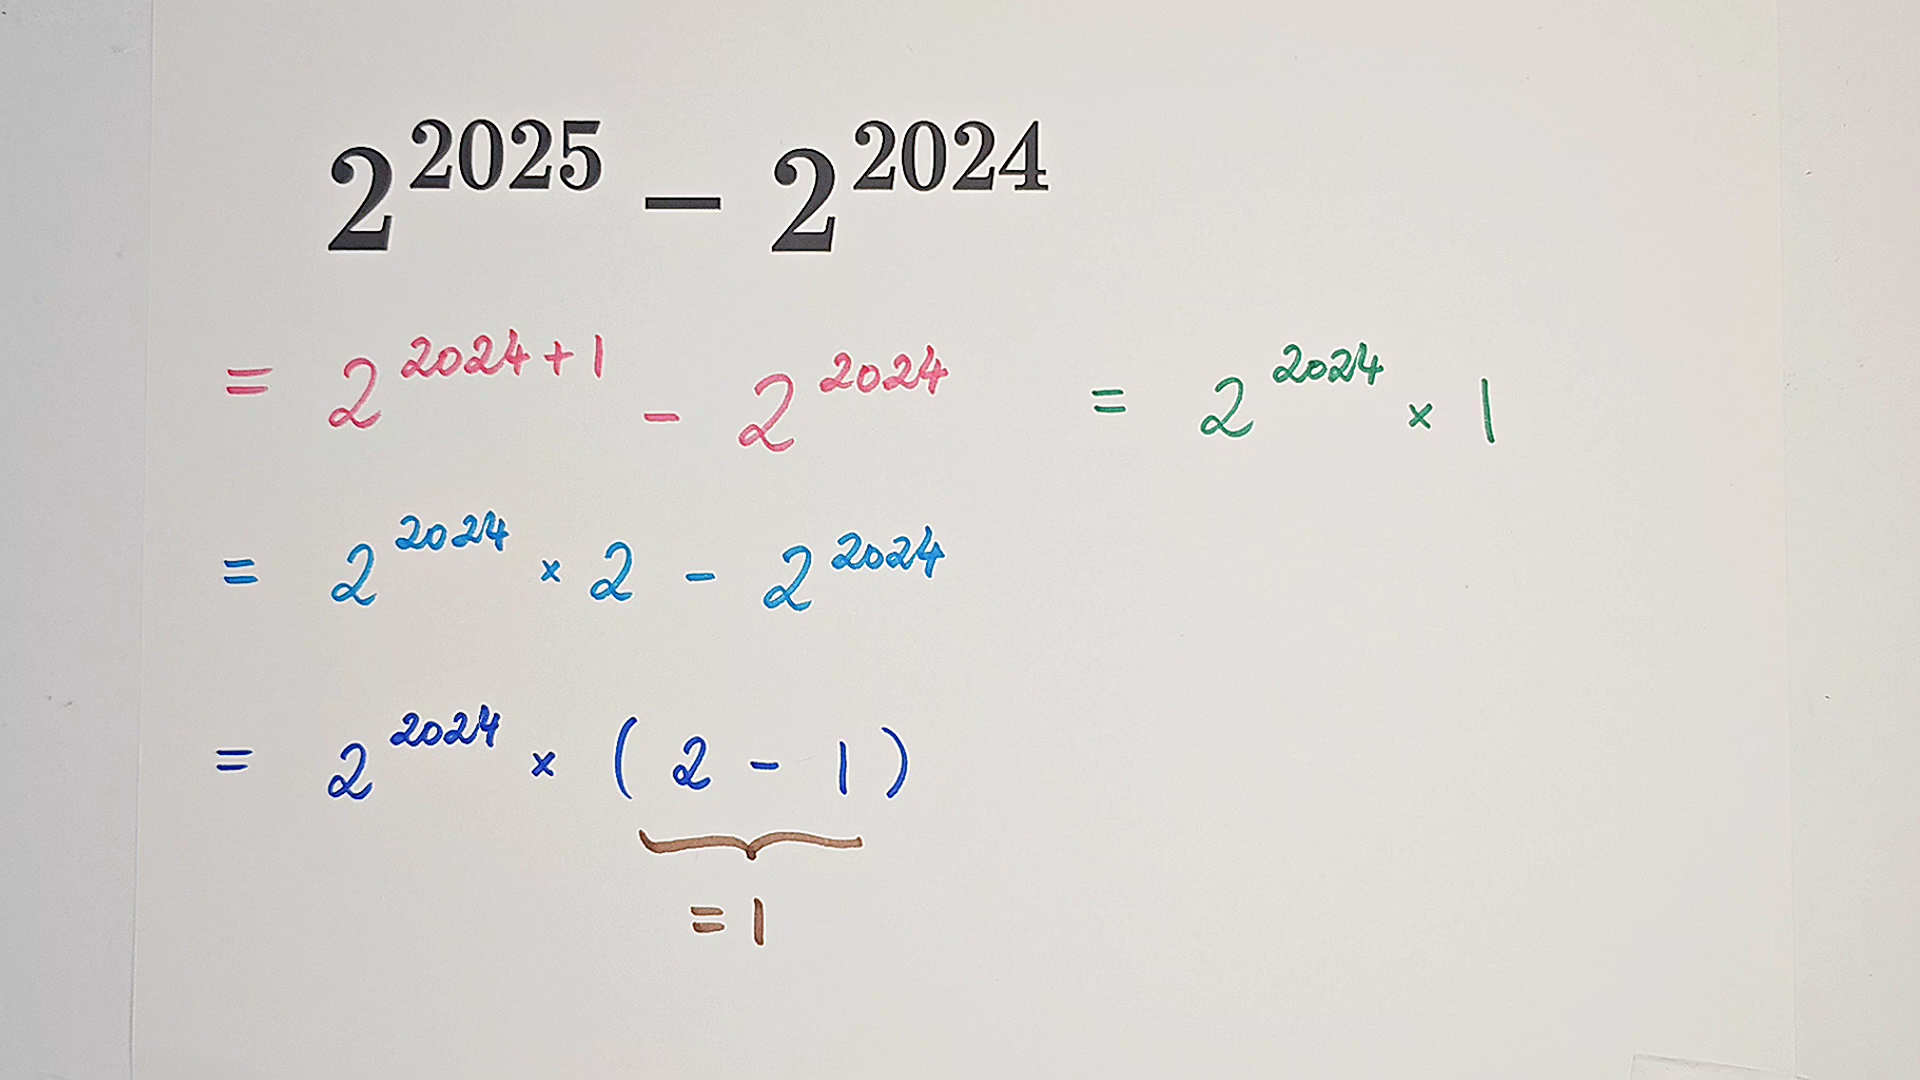 2^2025 – 2^2024
= 2^2024+1 - 2^2024
= 2^2024 × 2 - 2^2024
= 2^2024 × ( 2 - 1 )
= 1
= 2^2024 × 1